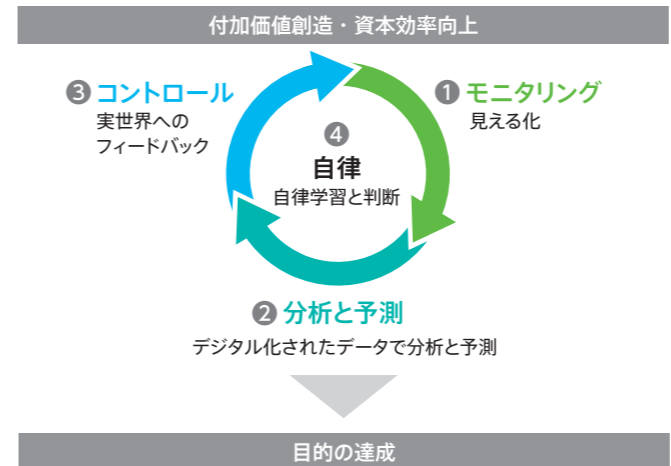 付加価値創造・資本効率向上
❸ コントロール
実世界への
フィードバック
❶ モニタリング
見える化
❹
自律
自律学習と判断
❷ 分析と予測
デジタル化されたデータで分析と予測
目的の達成